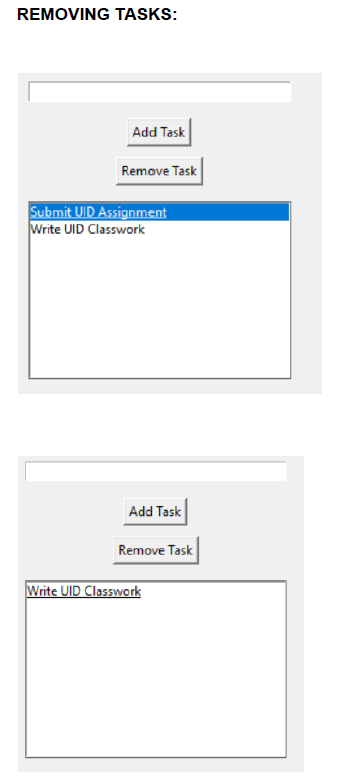 REMOVING TASKS:
Add Task
Remove Task
Submit UID Assignment
Write UID Classwork
Add Task
Remove Task
Write UID Classwork